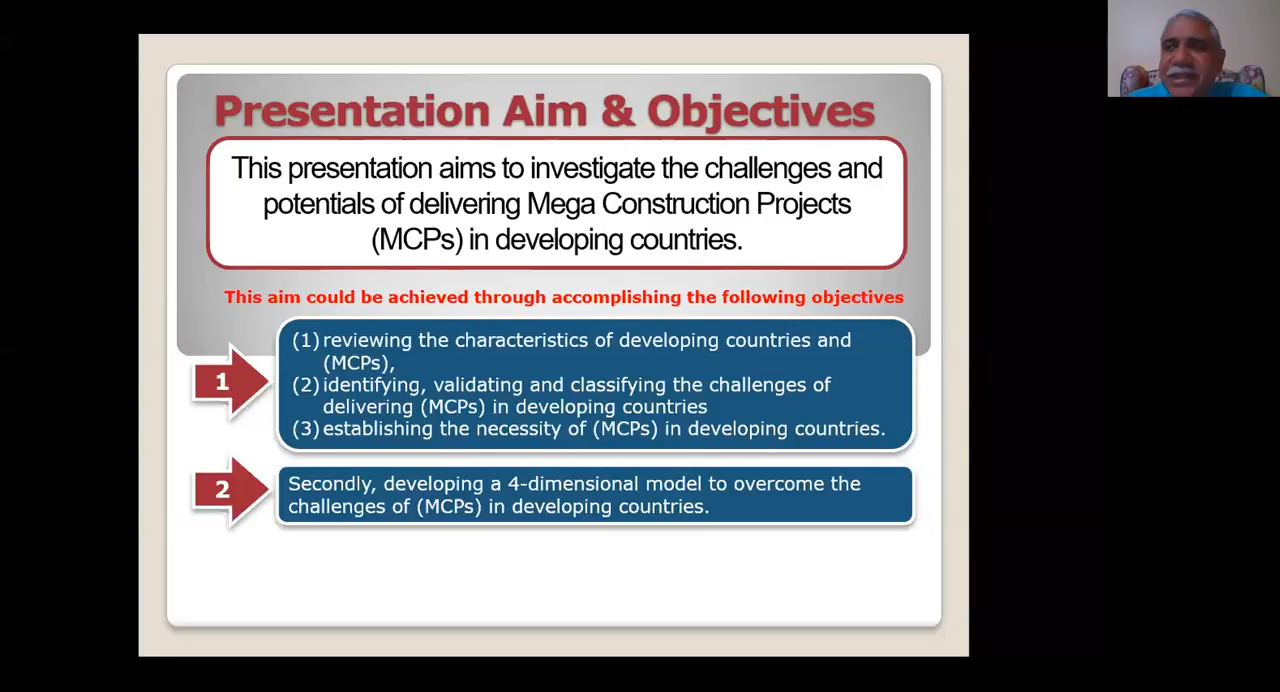 Presentation Aim & Objectives
This presentation aims to investigate the challenges and
potentials of delivering Mega Construction Projects
(MCPs) in developing countries.
This aim could be achieved through accomplishing the following objectives
1
(1) reviewing the characteristics of developing countries and
(MCPs),
(2) identifying, validating and classifying the challenges of
delivering (MCPs) in developing countries
(3) establishing the necessity of (MCPs) in developing countries.
2
Secondly, developing a 4-dimensional model to overcome the
challenges of (MCPs) in developing countries.